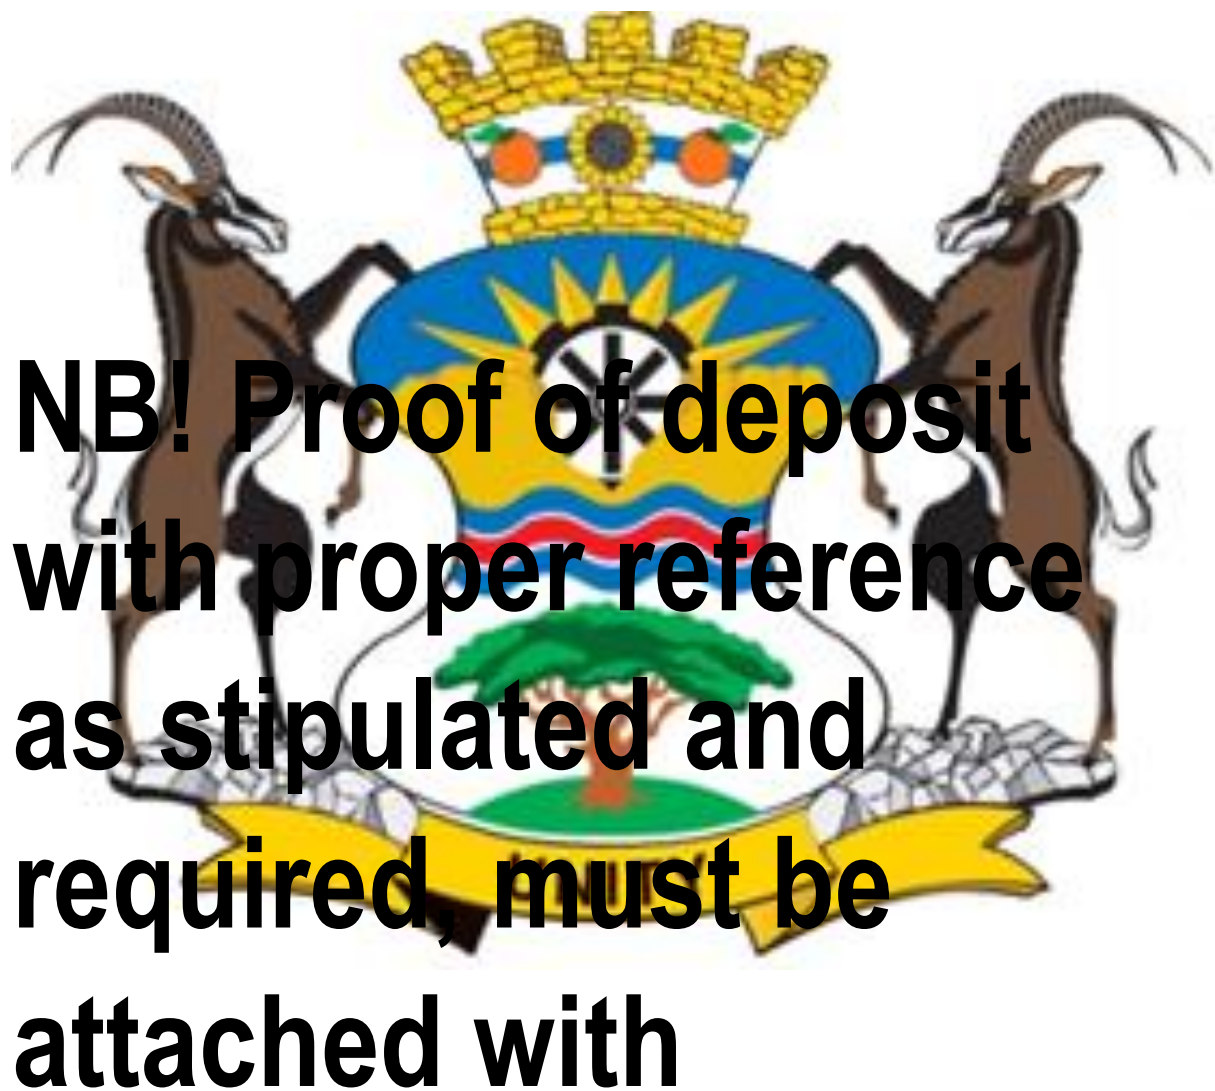 NB! Proof of deposit
with proper reference
as stipulated and
required, must be
attached with